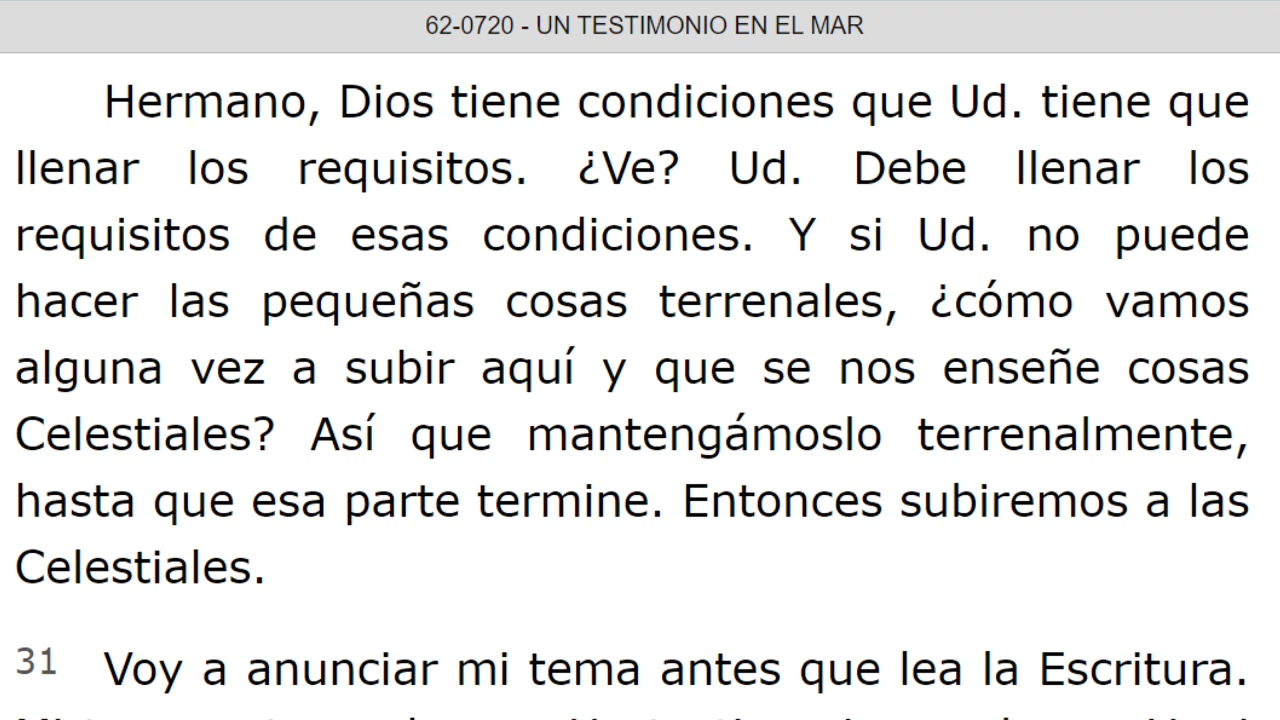 62-0720 - UN TESTIMONIO EN EL MAR
Hermano, Dios tiene condiciones que Ud. tiene que
llenar los requisitos. ¿Ve? Ud. Debe llenar los
requisitos de esas condiciones. Y si Ud. no puede
hacer las pequeñas cosas terrenales, ¿cómo vamos
alguna vez a subir aquí y que se nos enseñe cosas
Celestiales? Así que mantengámoslo terrenalmente,
hasta que esa parte termine. Entonces subiremos a las
Celestiales.
31 Voy a anunciar mi tema antes que lea la Escritura.